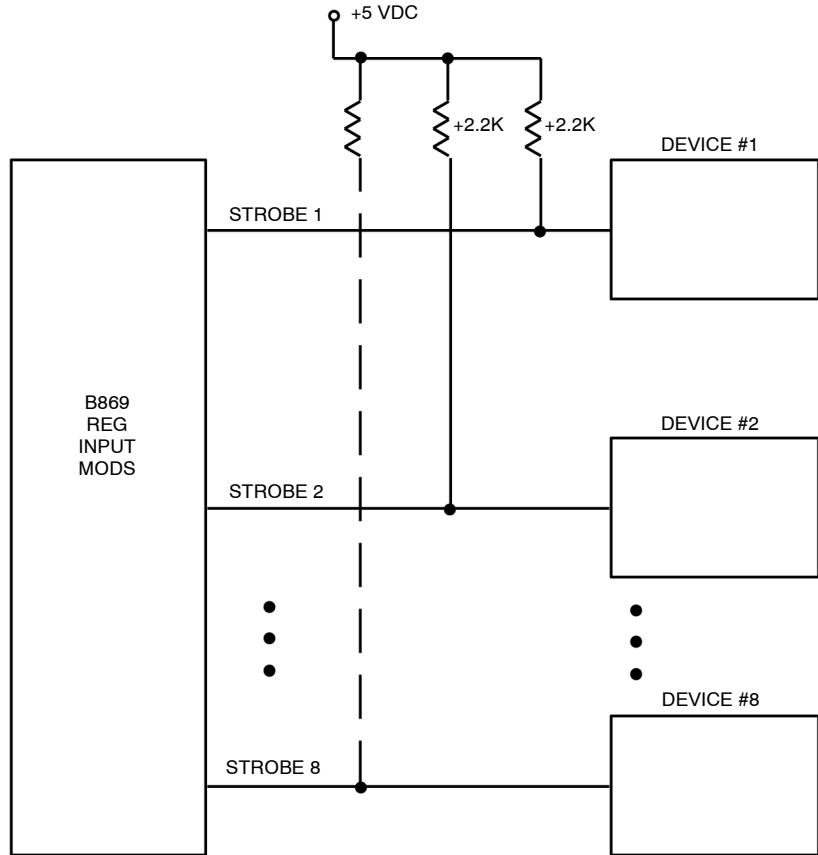 +5 VDC
+2.2K
+2.2K
DEVICE #1
STROBE 1
B869
REG
INPUT
MODS
DEVICE #2
STROBE 2
DEVICE #8
STROBE 8